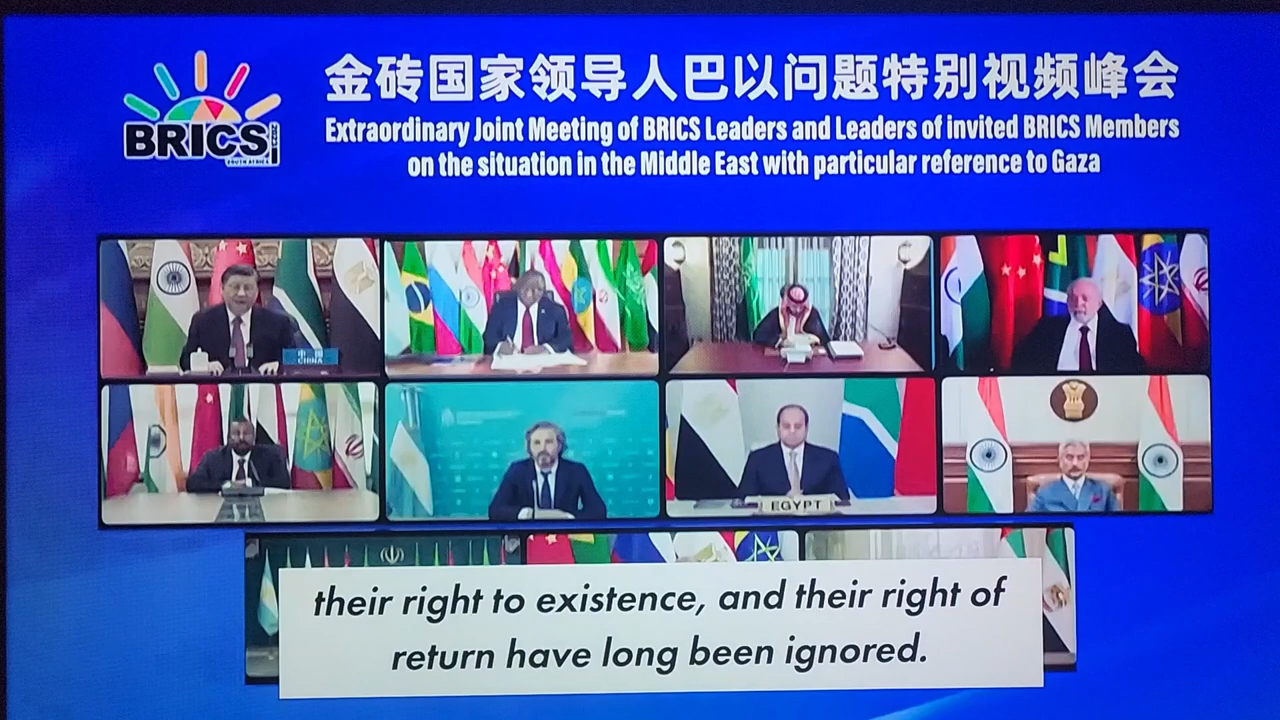 金砖国家领导人巴以问题特别视频峰会
Extraordinary Joint Meeting of BRICS Leaders and Leaders of invited BRICS Members
on the situation in the Middle East with particular reference to Gaza
BRICS
SOUTH AFRICA
中国
CHINA
EGYPT
their right to existence, and their right of
return have long been ignored.